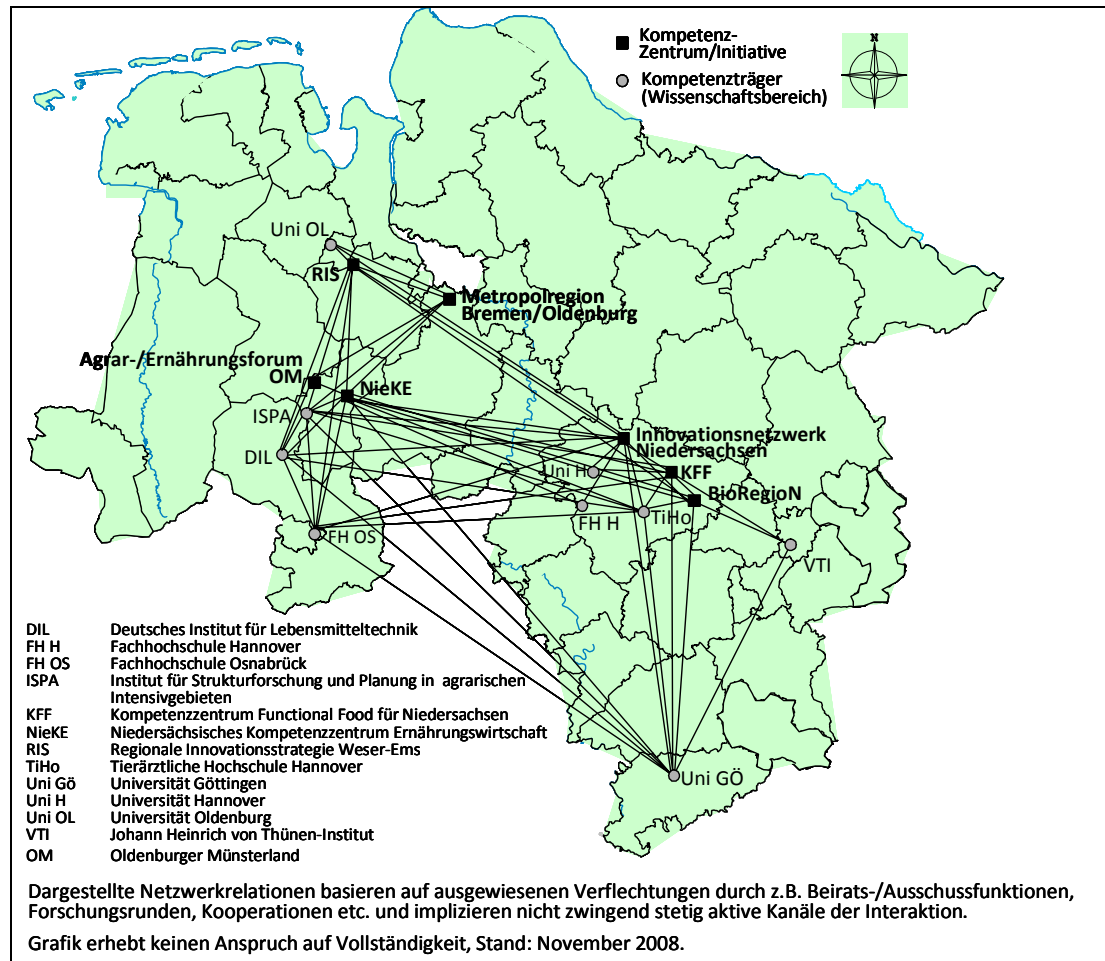 N
Kompetenz-
Zentrum/Initiative
Kompetenzträger
(Wissenschaftsbereich)
Uni OL
RIS
Metropolregion
Bremen/Oldenburg
Agrar-/Ernährungsforum
OM
NieKE
ISPA
DIL
Innovationsnetzwerk
Niedersachsen
Uni H
KFF
BioRegioN
FH H
TiHo
FH OS
VTI
Uni GÖ
DIL Deutsches Institut für Lebensmitteltechnik
FH H Fachhochschule Hannover
FH OS Fachhochschule Osnabrück
ISPA Institut für Strukturforschung und Planung in agrarischen
Intensivgebieten
KFF Kompetenzzentrum Functional Food für Niedersachsen
NieKE Niedersächsisches Kompetenzzentrum Ernährungswirtschaft
RIS Regionale Innovationsstrategie Weser-Ems
TiHo Tierärztliche Hochschule Hannover
Uni Gö Universität Göttingen
Uni H Universität Hannover
Uni OL Universität Oldenburg
VTI Johann Heinrich von Thünen-Institut
OM Oldenburger Münsterland
Dargestellte Netzwerkrelationen basieren auf ausgewiesenen Verflechtungen durch z.B. Beirats-/Ausschussfunktionen,
Forschungsrunden, Kooperationen etc. und implizieren nicht zwingend stetig aktive Kanäle der Interaktion.
Grafik erhebt keinen Anspruch auf Vollständigkeit, Stand: November 2008.